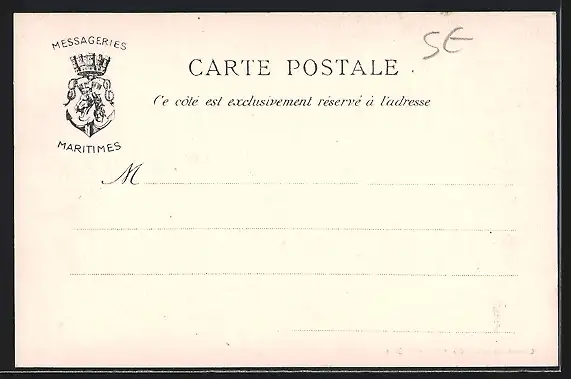 MESSAGERIES
MARITIMES
SE
CARTE POSTALE
Ce côté est exclusivement réservé à l'adresse
M